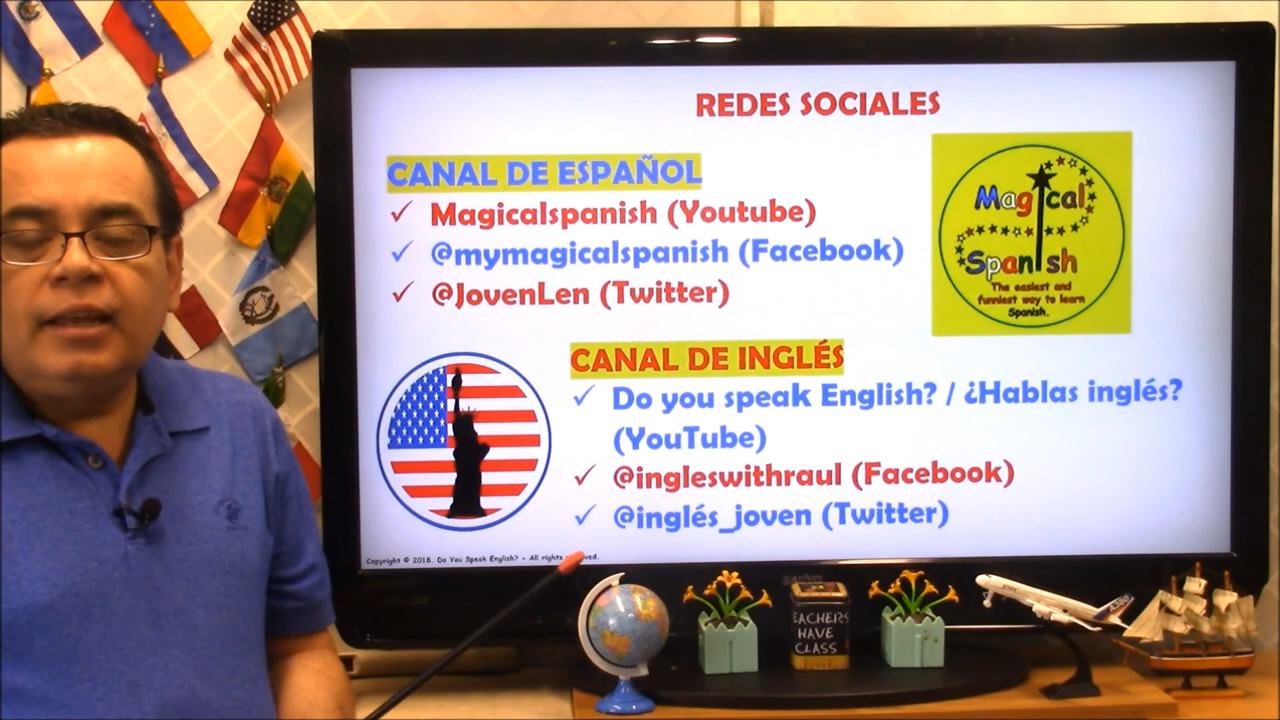 REDES SOCIALES
CANAL DE ESPAÑOL
Magicalspanish (Youtube)
@mymagicalspanish (Facebook)
@JovenLen (Twitter)
Magical
Spanish
The easiest and
funniest way to learn
Spanish.
CANAL DE INGLÉS
Do you speak English? / ¿Hablas inglés?
(YouTube)
@ingleswithraul (Facebook)
@inglés_joven (Twitter)
Copyright © 2018. Do You Speak English? - All rights
EACHERS
HAVE
CLASS
A380